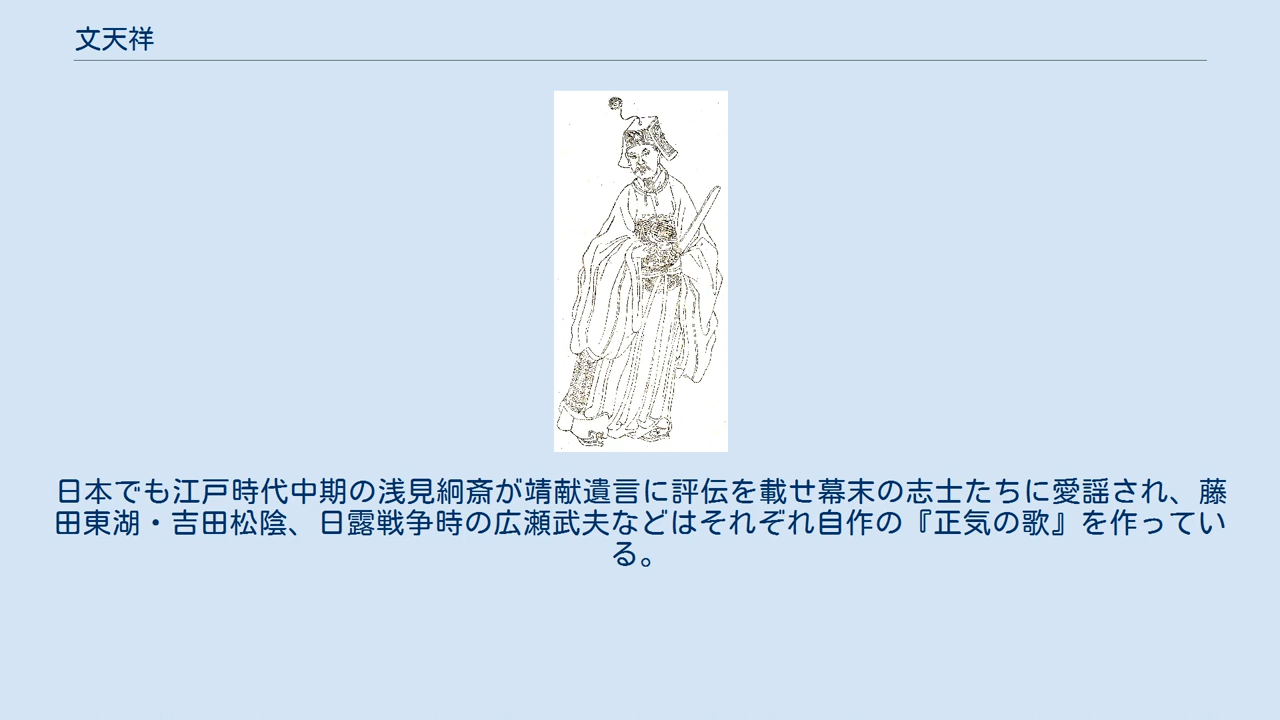 文天祥
日本でも江戸時代中期の浅見絅斎が靖献遺言に評伝を載せ幕末の志士たちに愛謡され、藤
田東湖・吉田松陰、日露戦争時の広瀬武夫などはそれぞれ自作の『正気の歌』を作ってい
る。